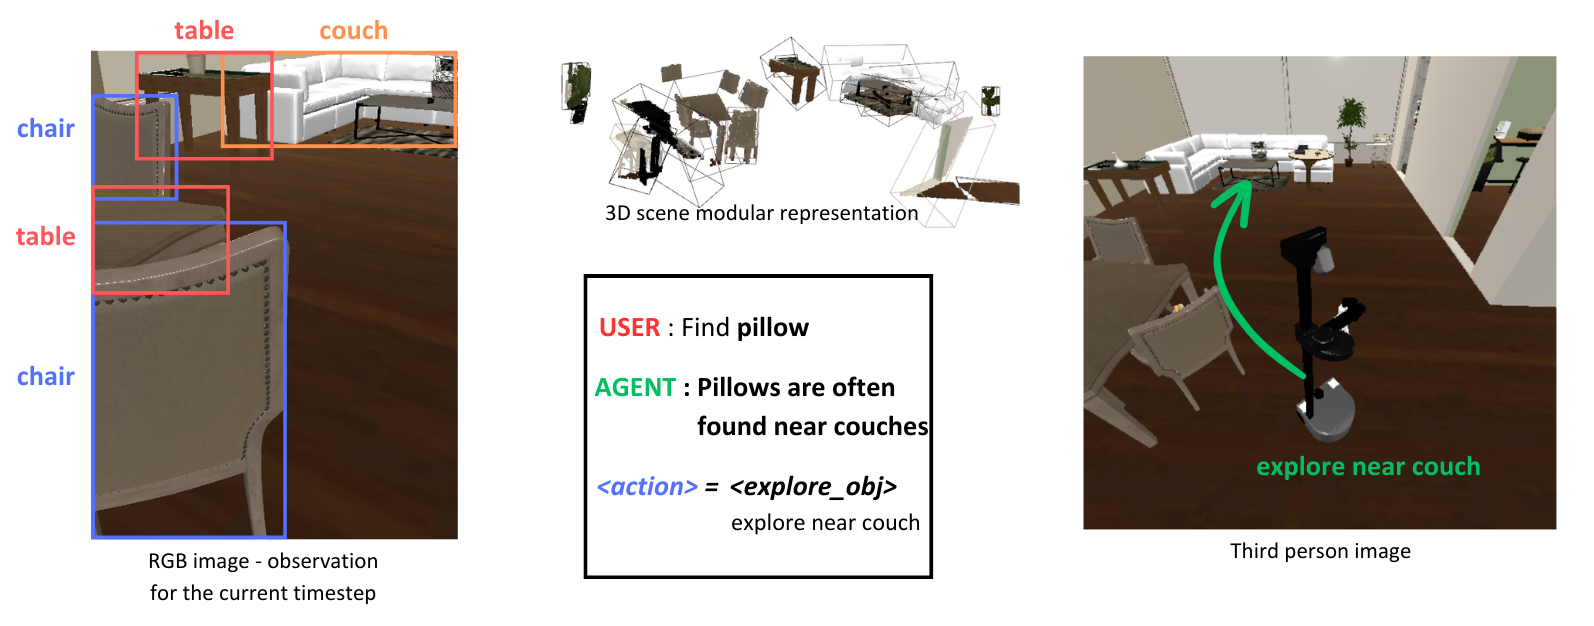 table
couch
chair
table
chair
RGB image - observation
for the current timestep
3D scene modular representation
USER : Find pillow
AGENT : Pillows are often
found near couches
<action> = <explore_obj>
explore near couch
explore near couch
Third person image